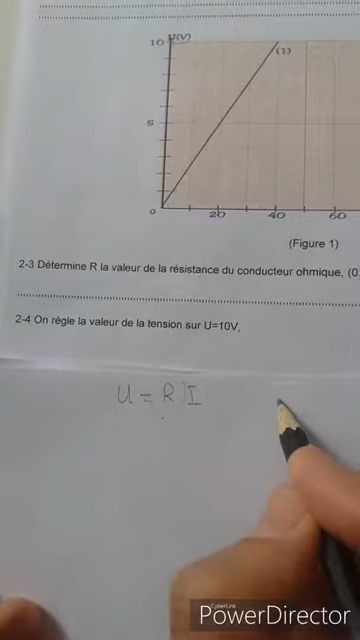 U(V)
10
(1)
5
0
20 40 60
(Figure 1)
2-3 Détermine R la valeur de la résistance du conducteur ohmique, (0.
2-4 On règle la valeur de la tension sur U=10V,
U = R I
CyberLink
PowerDirector